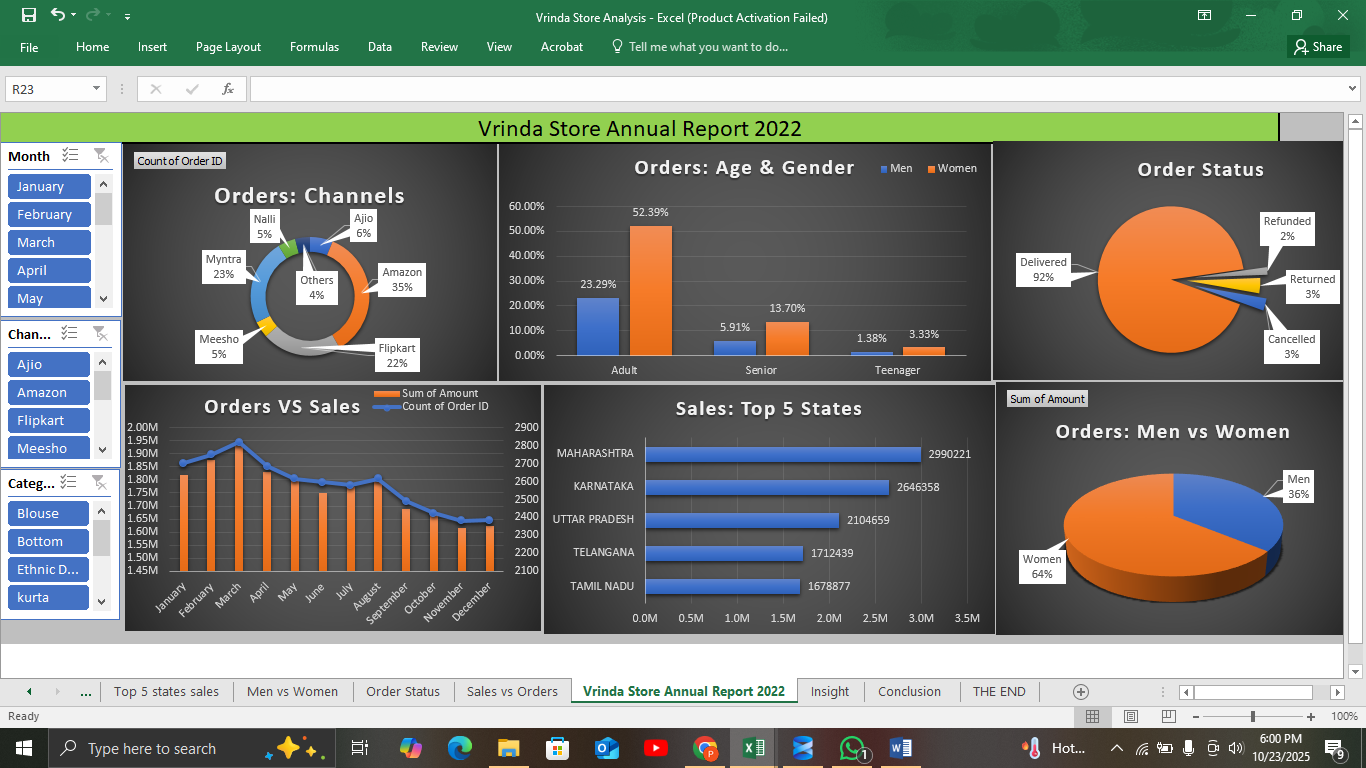 Vrinda Store Analysis - Excel (Product Activation Failed)
File Home Insert Page Layout Formulas Data Review View Acrobat Tell me what you want to do... Share
R23 fx
Vrinda Store Annual Report 2022
Month
January
February
March
April
May
Chan...
Ajio
Amazon
Flipkart
Meesho
Categ...
Blouse
Bottom
Ethnic D...
kurta
Count of Order ID
Orders: Channels
Nalli
5%
Ajio
6%
Myntra
23%
Others
4%
Amazon
35%
Meesho
5%
Flipkart
22%
Orders: Age & Gender
Men Women
60.00%
50.00%
40.00%
30.00%
20.00%
10.00%
0.00%
23.29%
52.39%
5.91%
13.70%
1.38%
3.33%
Adult Senior Teenager
Order Status
Delivered
92%
Refunded
2%
Returned
3%
Cancelled
3%
Orders VS Sales
Sum of Amount
Count of Order ID
2.00M
1.95M
1.90M
1.85M
1.80M
1.75M
1.70M
1.65M
1.60M
1.55M
1.50M
1.45M
2900
2800
2700
2600
2500
2400
2300
2200
2100
January February March April May June July August September October November December
Sales: Top 5 States
MAHARASHTRA 2990221
KARNATAKA 2646358
UTTAR PRADESH 2104659
TELANGANA 1712439
TAMIL NADU 1678877
0.0M 0.5M 1.0M 1.5M 2.0M 2.5M 3.0M 3.5M
Sum of Amount
Orders: Men vs Women
Men
36%
Women
64%
... Top 5 states sales Men vs Women Order Status Sales vs Orders Vrinda Store Annual Report 2022 Insight Conclusion THE END
Ready 100%
Type here to search Hot... 6:00 PM
10/23/2025
1
9